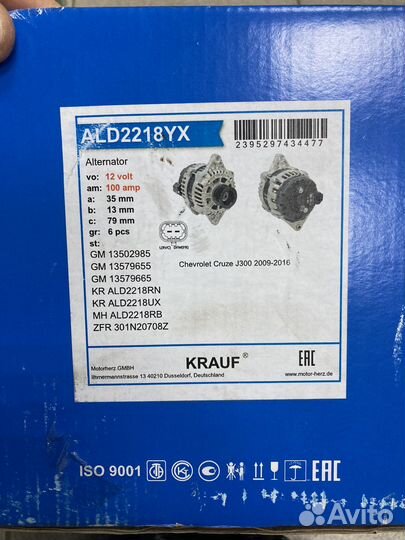 ALD2218YX
2395297434477
Alternator
vo: 12 volt
am: 100 amp
a: 35 mm
b: 13 mm
c: 79 mm
gr: 6 pcs
st:
GM 13502985
GM 13579655
GM 13579665
KR ALD2218RN
KR ALD2218UX
MH ALD2218RB
ZFR 301N20708Z
Chevrolet Cruze J300 2009-2016
Motorherz.GMBH
Ihmermannstrasse 13 40210 Dusseldorf, Deutschland
KRAUF ®
EAC
www.motor-herz.de
ISO 9001
EAC
Avito